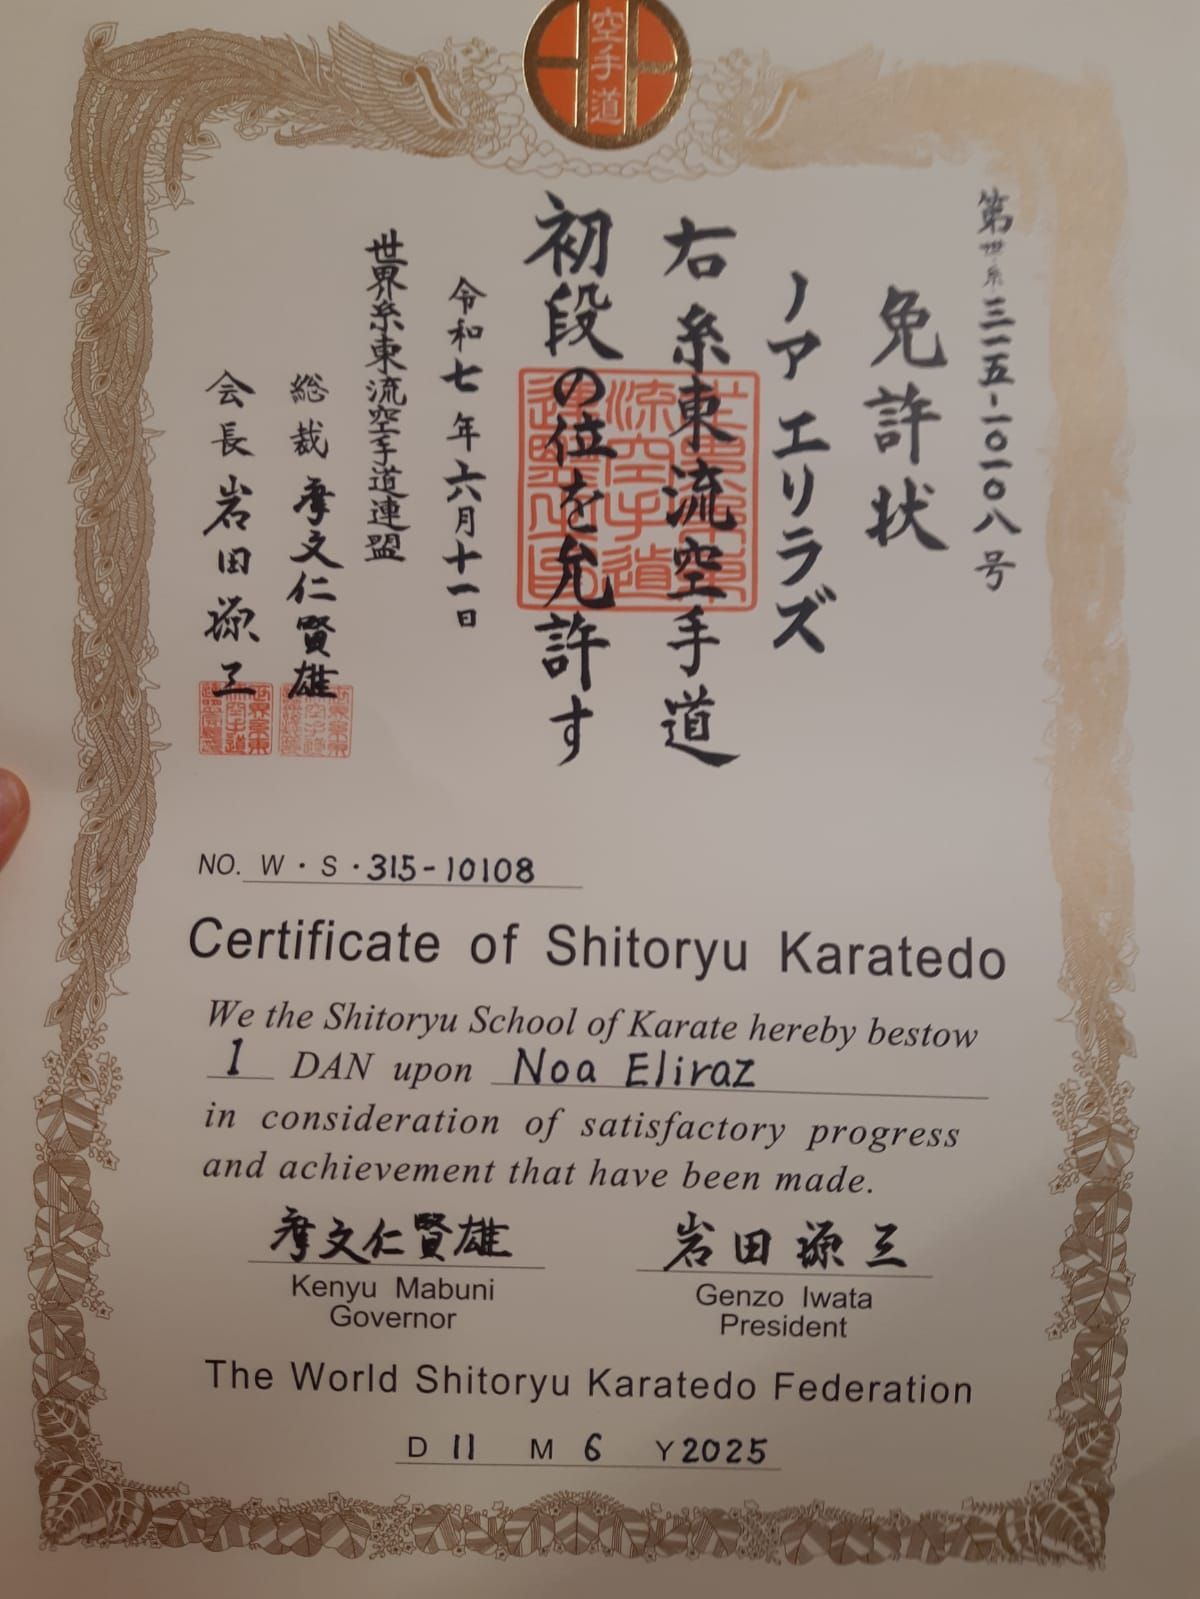 空手道
第世糸三一五-一〇一〇八号
免許状
ノア エリラズ
右 糸東流空手道
初段の位を允許す
令和七年六月十一日
世界糸東流空手道連盟
総裁 摩文仁賢雄
会長 岩田源三
NO. W・S・315-10108
Certificate of Shitoryu Karatedo
We the Shitoryu School of Karate hereby bestow
1 DAN upon Noa Eliraz
in consideration of satisfactory progress
and achievement that have been made.
摩文仁賢雄 岩田源三
Kenyu Mabuni Genzo Iwata
Governor President
The World Shitoryu Karatedo Federation
D 11 M 6 Y 2025